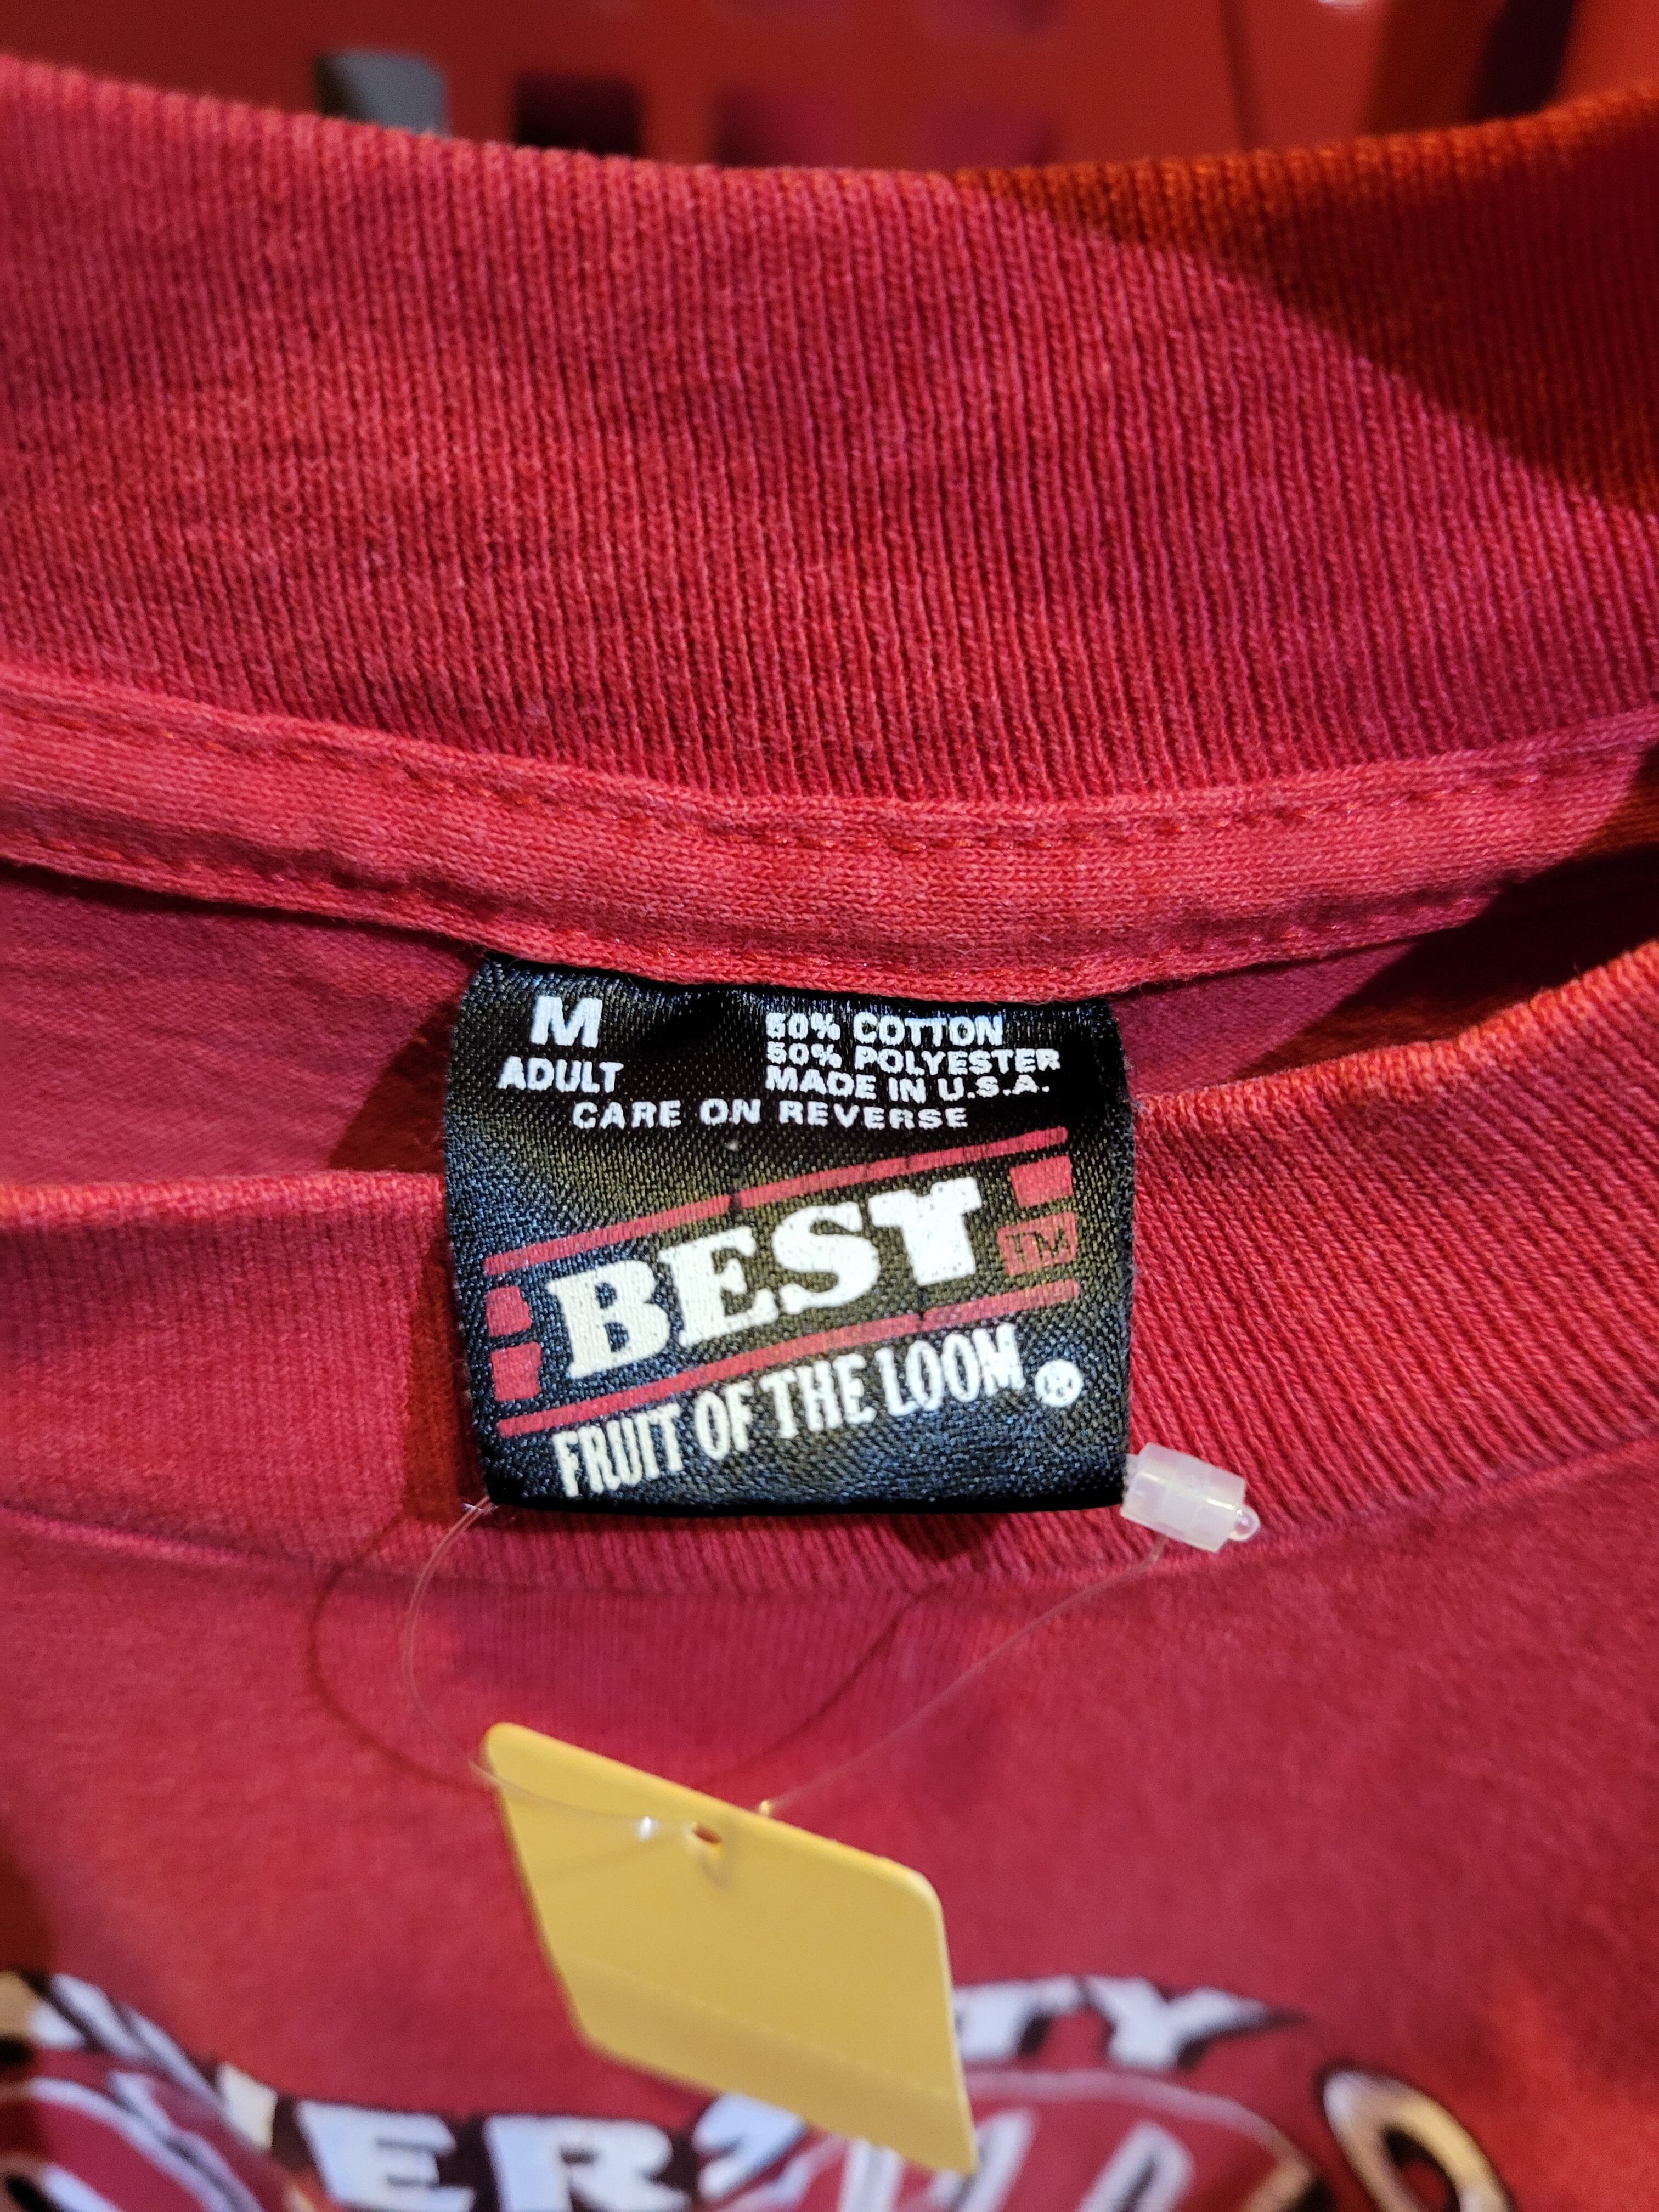 M
ADULT
50% COTTON
50% POLYESTER
MADE IN U.S.A.
CARE ON REVERSE
BEST
TM
FRUIT OF THE LOOM ®